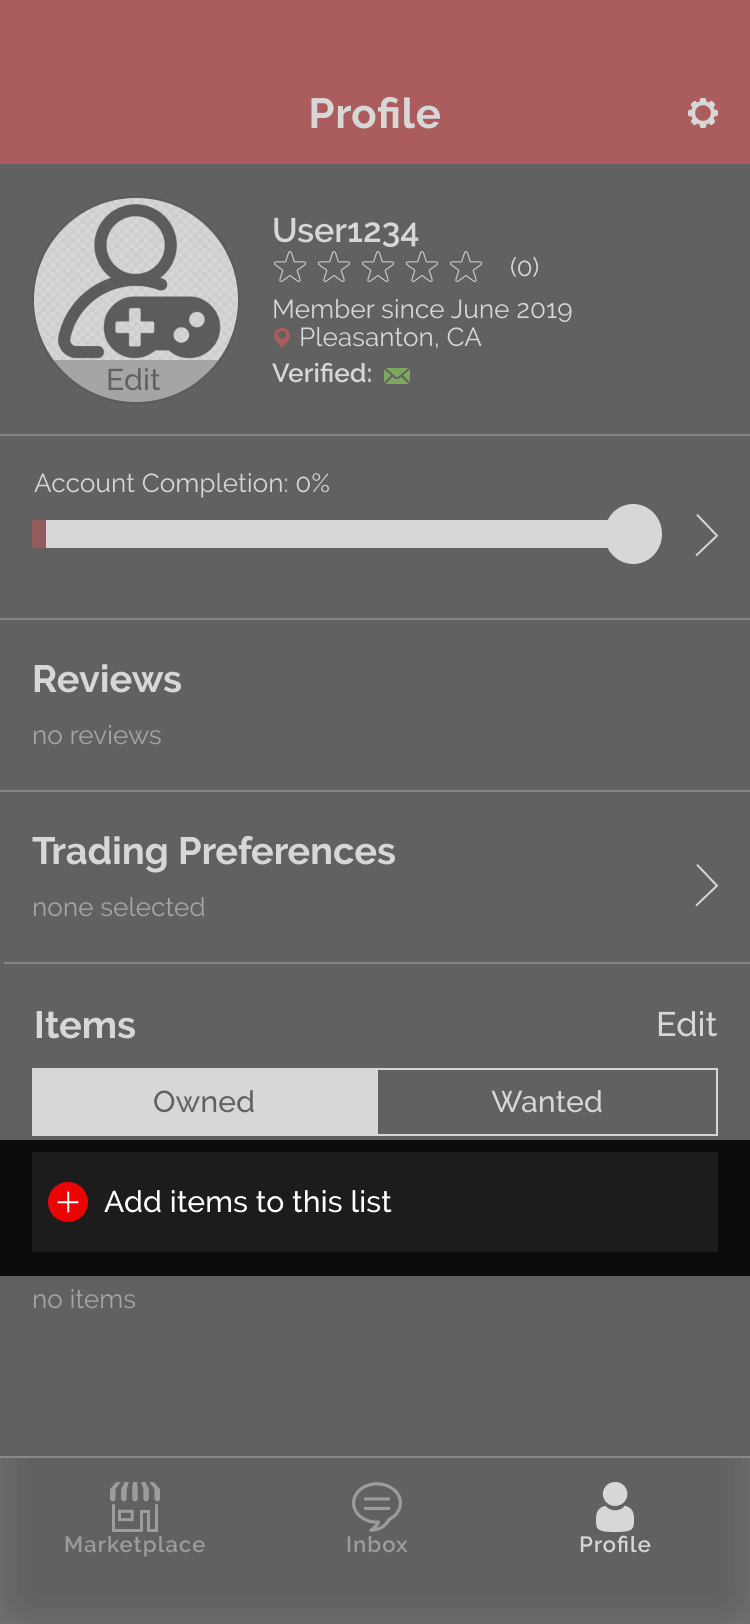 Profile
User1234
(0)
Member since June 2019
Pleasanton, CA
Verified:
Edit
Account Completion: 0%
Reviews
no reviews
Trading Preferences
none selected
Items Edit
Owned Wanted
Add items to this list
no items
Marketplace Inbox Profile